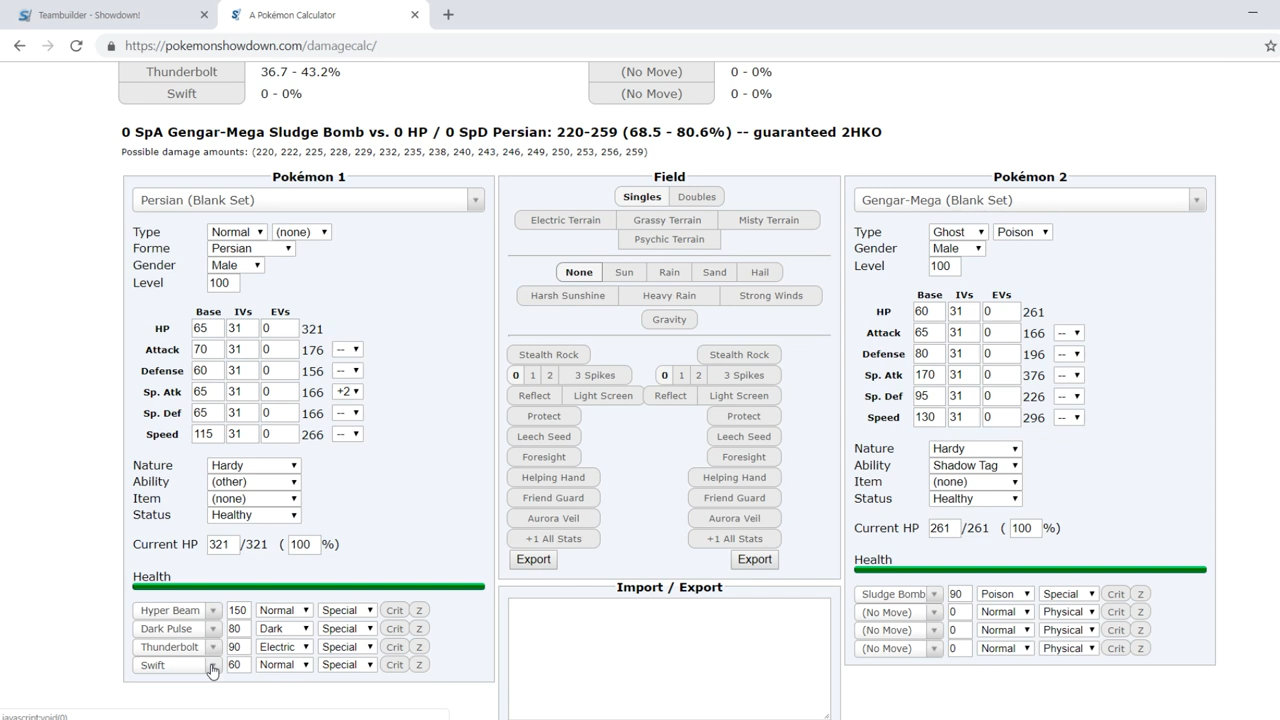 Teambuilder - Showdown!
A Pokémon Calculator
https://pokemonshowdown.com/damagecalc/
Thunderbolt 36.7 - 43.2% (No Move) 0 - 0%
Swift 0 - 0% (No Move) 0 - 0%
0 SpA Gengar-Mega Sludge Bomb vs. 0 HP / 0 SpD Persian: 220-259 (68.5 - 80.6%) -- guaranteed 2HKO
Possible damage amounts: (220, 222, 225, 228, 229, 232, 235, 238, 240, 243, 246, 249, 250, 253, 256, 259)
Pokémon 1
Persian (Blank Set)
Type Normal (none)
Forme Persian
Gender Male
Level 100
Base IVs EVs
HP 65 31 0 321
Attack 70 31 0 176 --
Defense 60 31 0 156 --
Sp. Atk 65 31 0 166 +2
Sp. Def 65 31 0 166 --
Speed 115 31 0 266 --
Nature Hardy
Ability (other)
Item (none)
Status Healthy
Current HP 321 /321 ( 100 %)
Health
Hyper Beam 150 Normal Special Crit Z
Dark Pulse 80 Dark Special Crit Z
Thunderbolt 90 Electric Special Crit Z
Swift 60 Normal Special Crit Z
Field
Singles Doubles
Electric Terrain Grassy Terrain Misty Terrain
Psychic Terrain
None Sun Rain Sand Hail
Harsh Sunshine Heavy Rain Strong Winds
Gravity
Stealth Rock Stealth Rock
0 1 2 3 Spikes 0 1 2 3 Spikes
Reflect Light Screen Reflect Light Screen
Protect Protect
Leech Seed Leech Seed
Foresight Foresight
Helping Hand Helping Hand
Friend Guard Friend Guard
Aurora Veil Aurora Veil
+1 All Stats +1 All Stats
Export Export
Import / Export
Pokémon 2
Gengar-Mega (Blank Set)
Type Ghost Poison
Gender Male
Level 100
Base IVs EVs
HP 60 31 0 261
Attack 65 31 0 166 --
Defense 80 31 0 196 --
Sp. Atk 170 31 0 376 --
Sp. Def 95 31 0 226 --
Speed 130 31 0 296 --
Nature Hardy
Ability Shadow Tag
Item (none)
Status Healthy
Current HP 261 /261 ( 100 %)
Health
Sludge Bomb 90 Poison Special Crit Z
(No Move) 0 Normal Physical Crit Z
(No Move) 0 Normal Physical Crit Z
(No Move) 0 Normal Physical Crit Z
javascript:void(0)